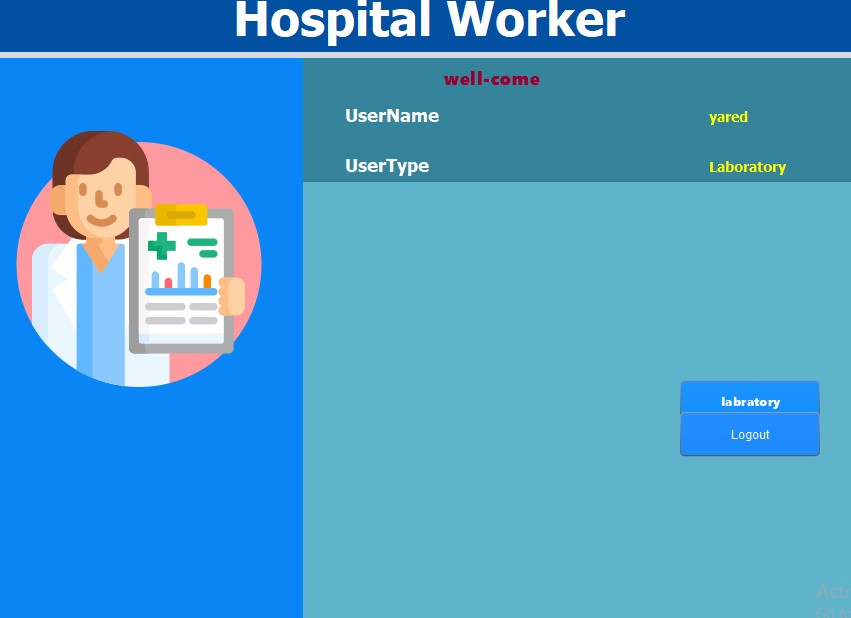 Hospital Worker
well-come
UserName yared
UserType Laboratory
labratory
Logout